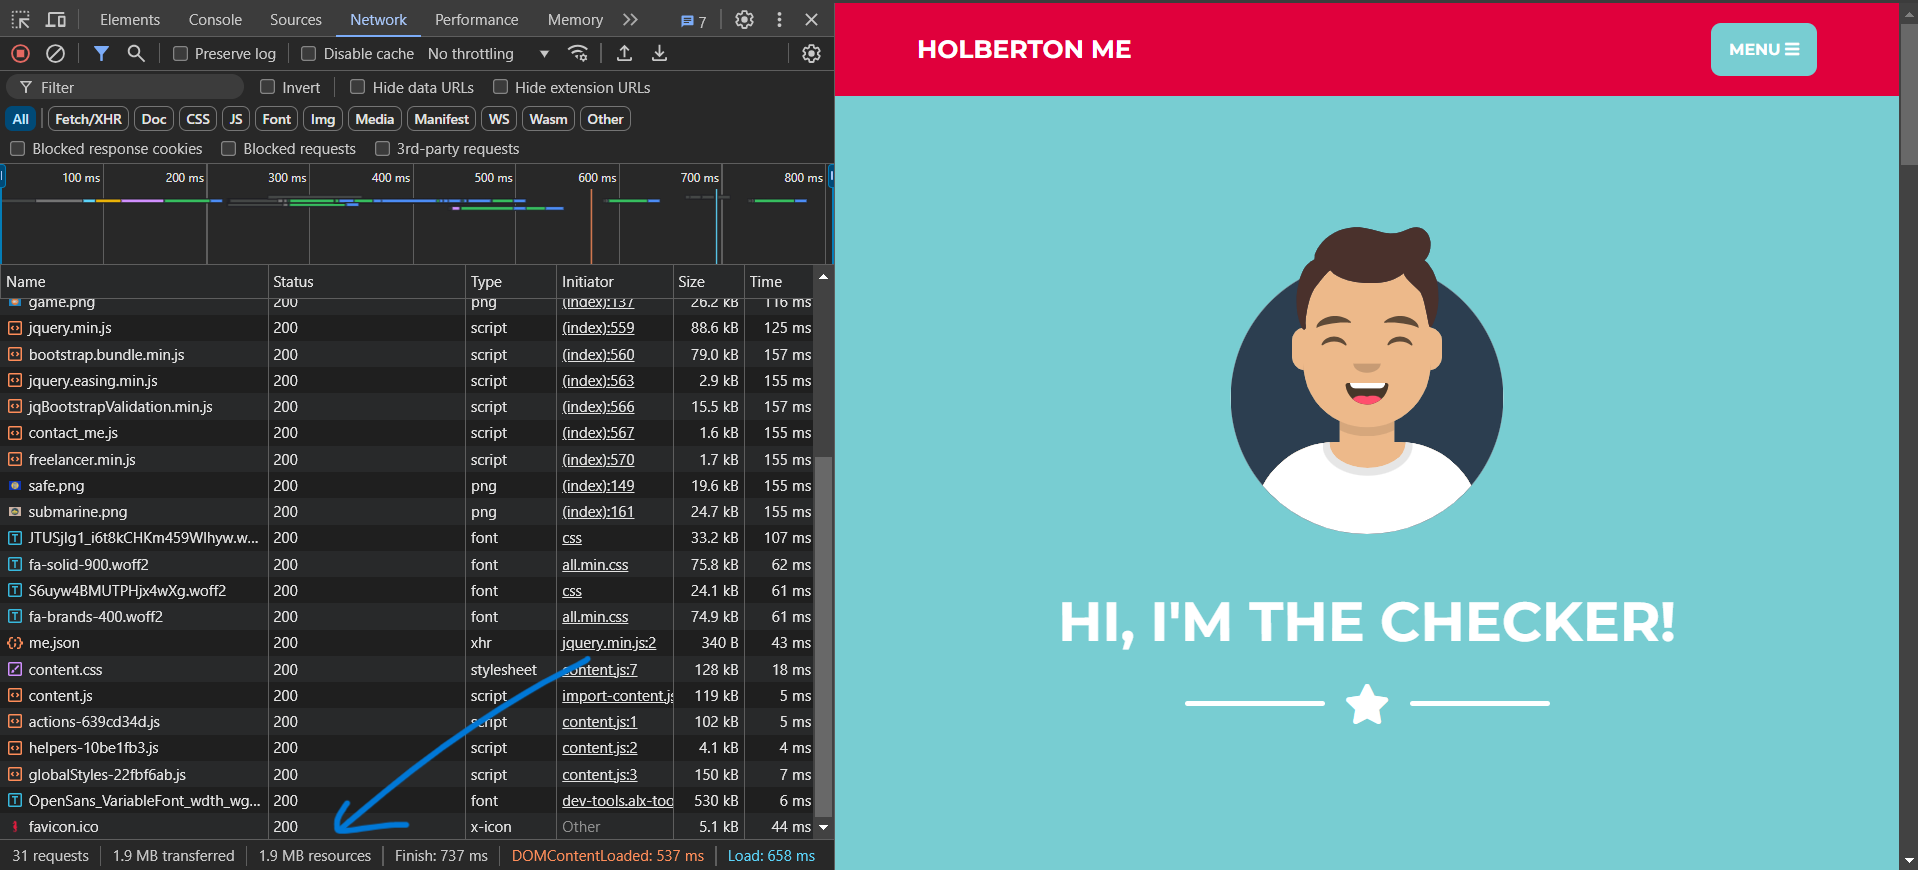 Elements Console Sources Network Performance Memory 7
Preserve log Disable cache No throttling
Filter Invert Hide data URLs Hide extension URLs
All Fetch/XHR Doc CSS JS Font Img Media Manifest WS Wasm Other
Blocked response cookies Blocked requests 3rd-party requests
100 ms 200 ms 300 ms 400 ms 500 ms 600 ms 700 ms 800 ms
Name Status Type Initiator Size Time
game.png 200 png (index):137 26.2 kB 116 ms
jquery.min.js 200 script (index):559 88.6 kB 125 ms
bootstrap.bundle.min.js 200 script (index):560 79.0 kB 157 ms
jquery.easing.min.js 200 script (index):563 2.9 kB 155 ms
jqBootstrapValidation.min.js 200 script (index):566 15.5 kB 157 ms
contact_me.js 200 script (index):567 1.6 kB 155 ms
freelancer.min.js 200 script (index):570 1.7 kB 155 ms
safe.png 200 png (index):149 19.6 kB 155 ms
submarine.png 200 png (index):161 24.7 kB 155 ms
JTUSjIg1_i6t8kCHKm459Wlhyw.w... 200 font css 33.2 kB 107 ms
fa-solid-900.woff2 200 font all.min.css 75.8 kB 62 ms
S6uyw4BMUTPHjx4wXg.woff2 200 font css 24.1 kB 61 ms
fa-brands-400.woff2 200 font all.min.css 74.9 kB 61 ms
me.json 200 xhr jquery.min.js:2 340 B 43 ms
content.css 200 stylesheet content.js:7 128 kB 18 ms
content.js 200 script import-content.js 119 kB 5 ms
actions-639cd34d.js 200 script content.js:1 102 kB 5 ms
helpers-10be1fb3.js 200 script content.js:2 4.1 kB 4 ms
globalStyles-22fbf6ab.js 200 script content.js:3 150 kB 7 ms
OpenSans_VariableFont_wdth_wg... 200 font dev-tools.alx-too 530 kB 6 ms
favicon.ico 200 x-icon Other 5.1 kB 44 ms
31 requests 1.9 MB transferred 1.9 MB resources Finish: 737 ms DOMContentLoaded: 537 ms Load: 658 ms
HOLBERTON ME MENU
HI, I'M THE CHECKER!